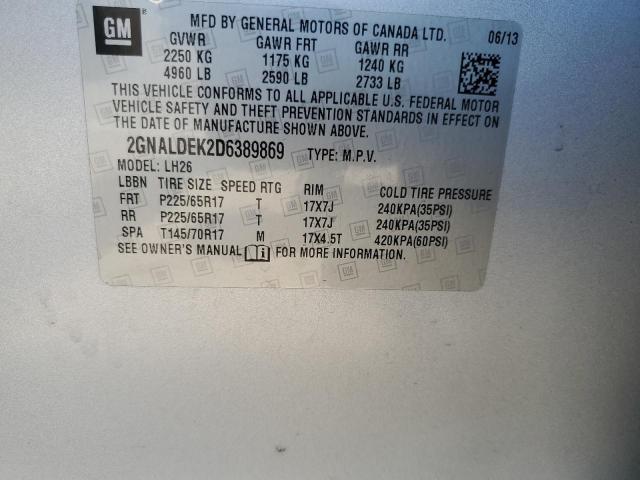 GM
®
MFD BY GENERAL MOTORS OF CANADA LTD. 06/13
GVWR GAWR FRT GAWR RR
2250 KG 1175 KG 1240 KG
4960 LB 2590 LB 2733 LB
THIS VEHICLE CONFORMS TO ALL APPLICABLE U.S. FEDERAL MOTOR
VEHICLE SAFETY AND THEFT PREVENTION STANDARDS IN EFFECT ON
THE DATE OF MANUFACTURE SHOWN ABOVE.
2GNALDEK2D6389869 TYPE: M.P.V.
MODEL: LH26
LBBN TIRE SIZE SPEED RTG RIM COLD TIRE PRESSURE
FRT P225/65R17 T 17X7J 240KPA(35PSI)
RR P225/65R17 T 17X7J 240KPA(35PSI)
SPA T145/70R17 M 17X4.5T 420KPA(60PSI)
SEE OWNER'S MANUAL FOR MORE INFORMATION.